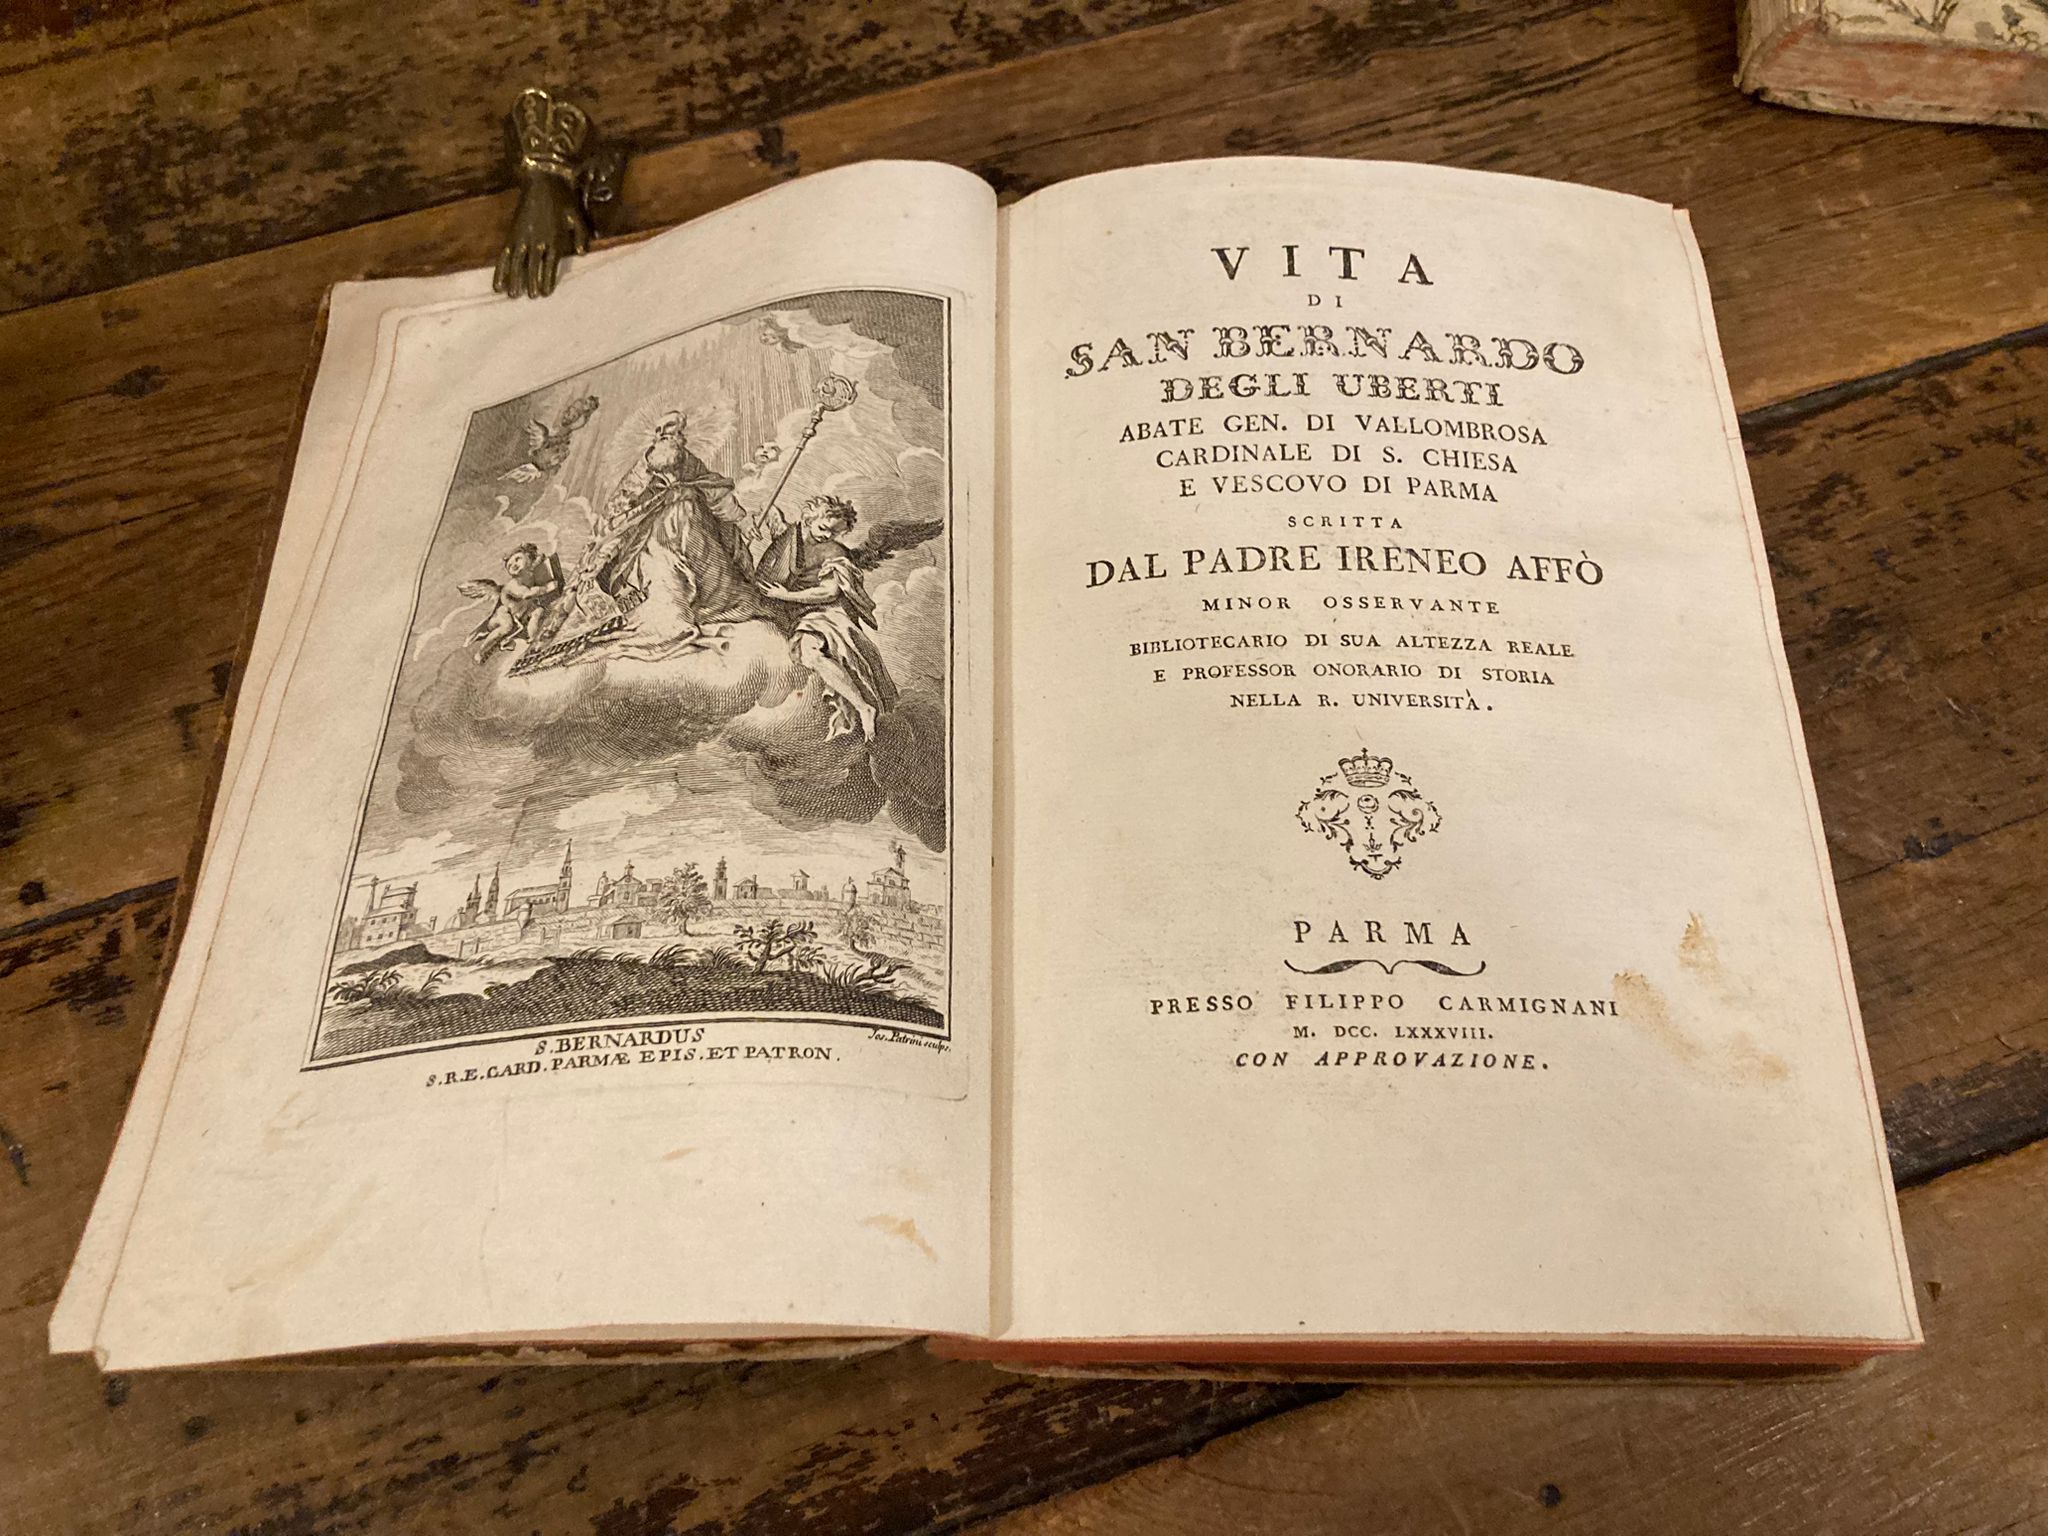 S. BERNARDUS
S. R. E. CARD. PARMÆ EPIS. ET PATRON.
Jos. Patrini sculps.
VITA
DI
SAN BERNARDO
DEGLI UBERTI
ABATE GEN. DI VALLOMBROSA
CARDINALE DI S. CHIESA
E VESCOVO DI PARMA
SCRITTA
DAL PADRE IRENEO AFFÒ
MINOR OSSERVANTE
BIBLIOTECARIO DI SUA ALTEZZA REALE
E PROFESSOR ONORARIO DI STORIA
NELLA R. UNIVERSITÀ.
PARMA
PRESSO FILIPPO CARMIGNANI
M. DCC. LXXXVIII.
CON APPROVAZIONE.